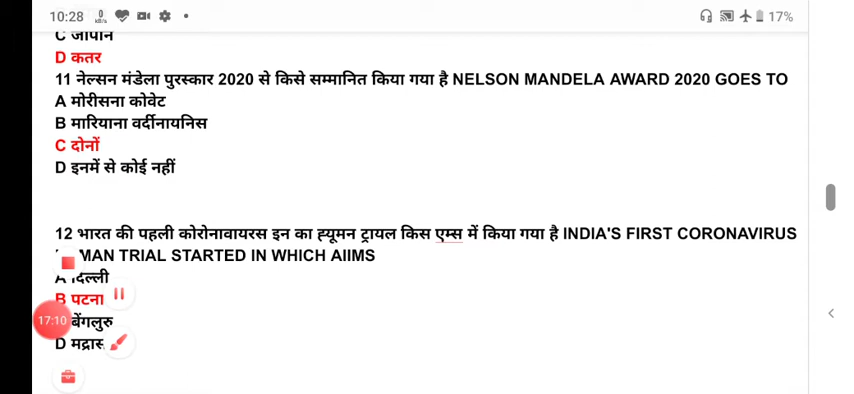 10:28
0
KB/s
17%
C जापान
D कतर
11 नेल्सन मंडेला पुरस्कार 2020 से किसे सम्मानित किया गया है NELSON MANDELA AWARD 2020 GOES TO
A मोरीसना कोवेट
B मारियाना वर्दीनायनिस
C दोनों
D इनमें से कोई नहीं
12 भारत की पहली कोरोनावायरस इन का ह्यूमन ट्रायल किस एम्स में किया गया है INDIA'S FIRST CORONAVIRUS
MAN TRIAL STARTED IN WHICH AIIMS
A दिल्ली
B पटना
17:10
बेंगलुरु
D मद्रास